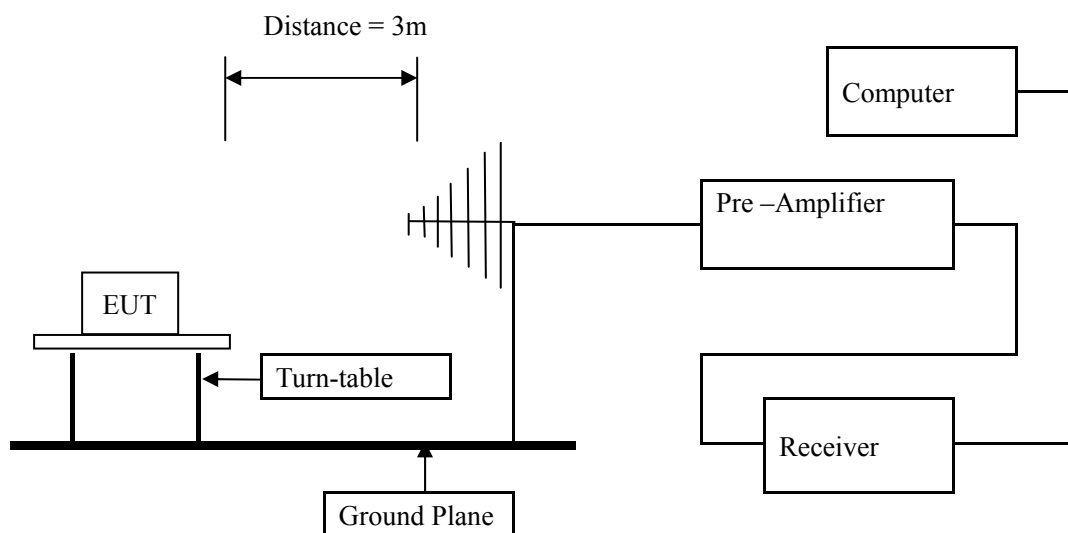 Distance = 3m
Computer
Pre –Amplifier
EUT
Turn-table
Receiver
Ground Plane